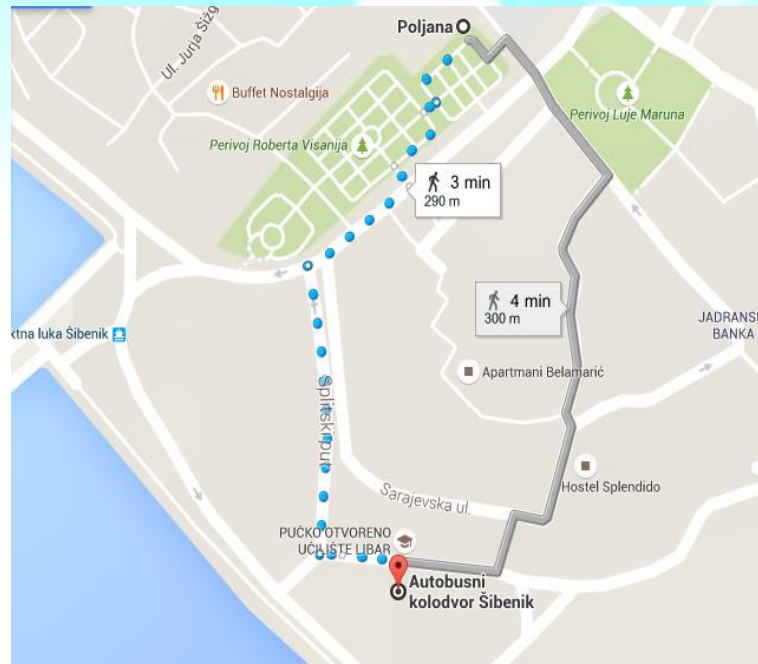 Poljana
Ul. Jurja Šižg
Buffet Nostalgija
Perivoj Luje Maruna
Perivoj Roberta Visanija
3 min
290 m
4 min
300 m
JADRANSK
BANKA
ktna luka Šibenik
Apartmani Belamarić
Splitski put
Hostel Splendido
Sarajevska ul.
PUČKO OTVORENO
UČILIŠTE LIBAR
Autobusni
kolodvor Šibenik